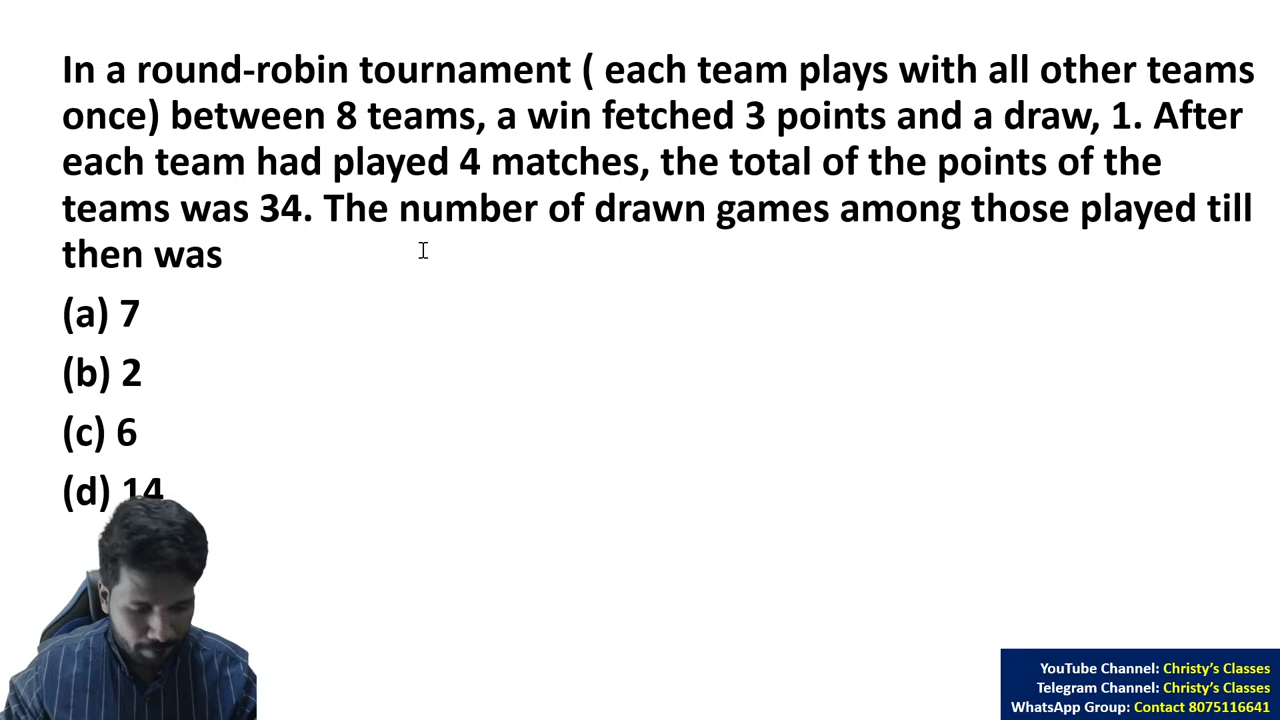 In a round-robin tournament ( each team plays with all other teams
once) between 8 teams, a win fetched 3 points and a draw, 1. After
each team had played 4 matches, the total of the points of the
teams was 34. The number of drawn games among those played till
then was
(a) 7
(b) 2
(c) 6
(d) 14
YouTube Channel: Christy's Classes
Telegram Channel: Christy's Classes
WhatsApp Group: Contact 8075116641